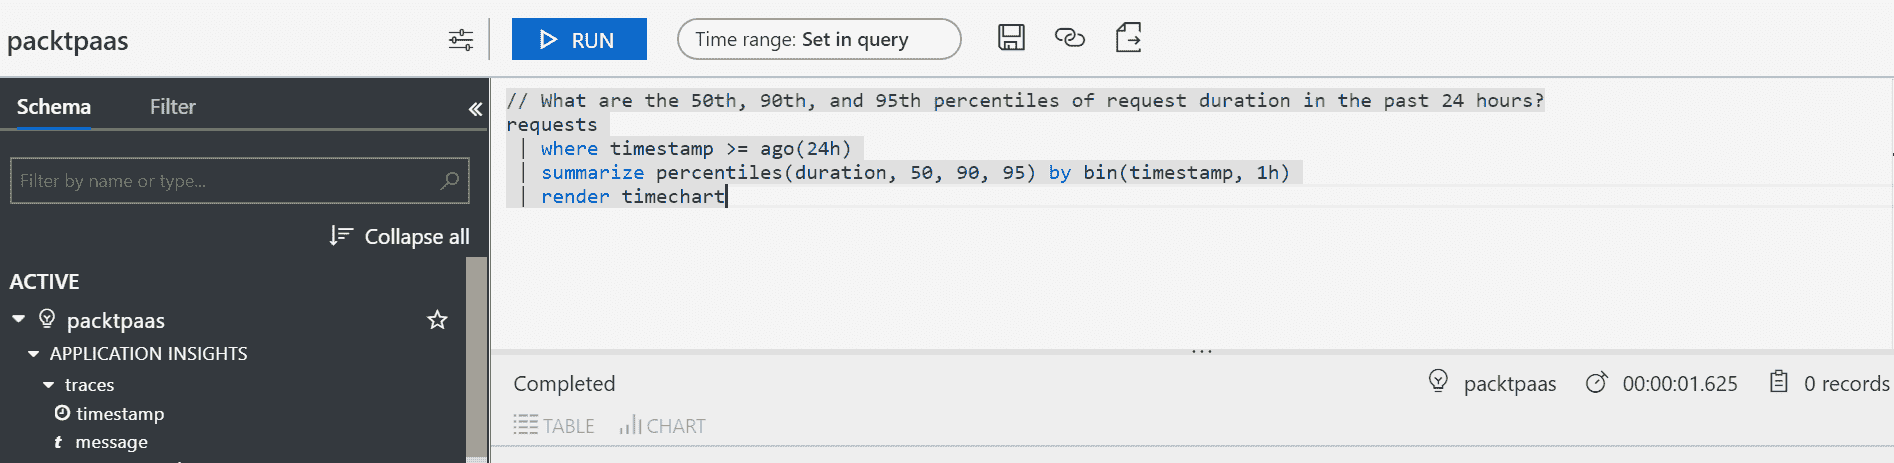 packtpaas
RUN
Time range: Set in query
Schema
Filter
Filter by name or type...
Collapse all
ACTIVE
packtpaas
APPLICATION INSIGHTS
traces
timestamp
t message
// What are the 50th, 90th, and 95th percentiles of request duration in the past 24 hours?
requests
| where timestamp >= ago(24h)
| summarize percentiles(duration, 50, 90, 95) by bin(timestamp, 1h)
| render timechart
Completed
packtpaas
00:00:01.625
0 records
TABLE
CHART